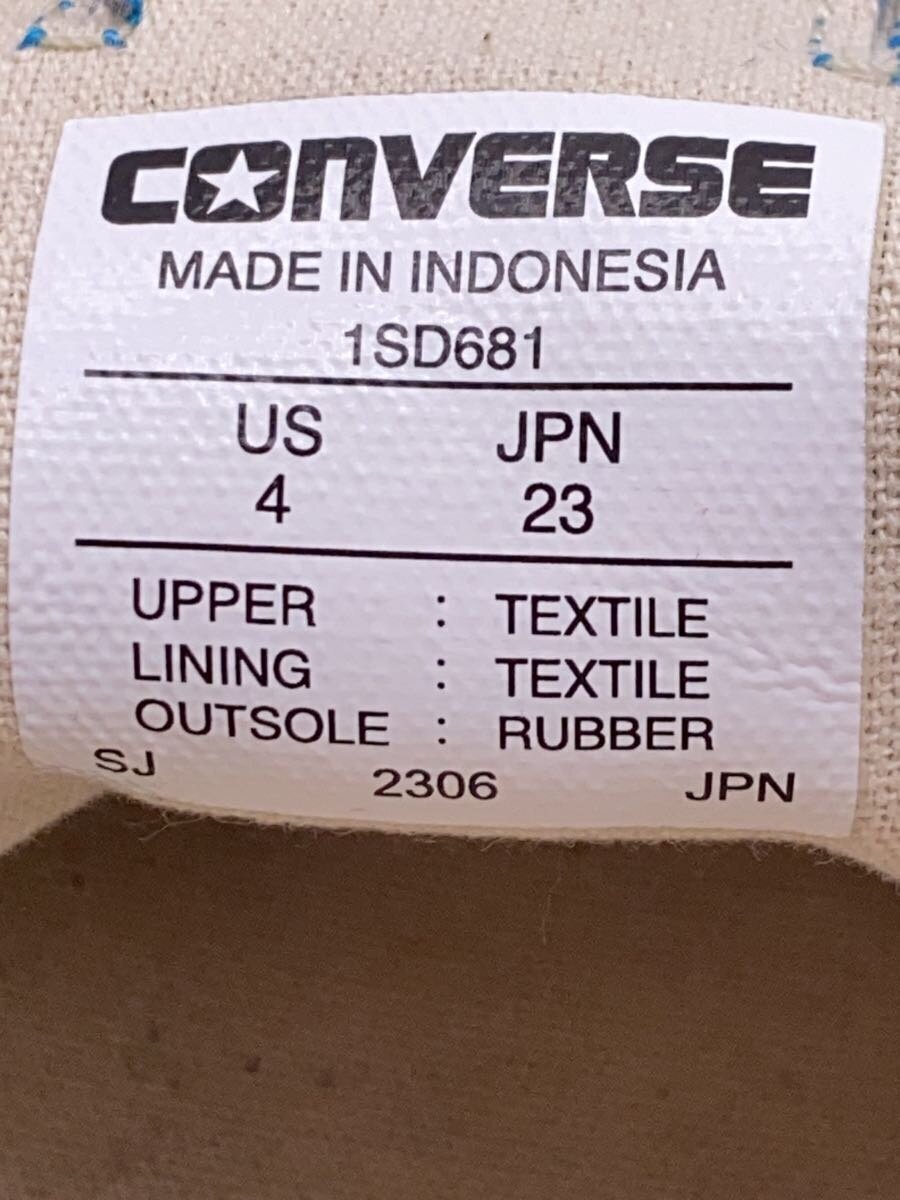 CONVERSE
MADE IN INDONESIA
1SD681
US JPN
4 23
UPPER : TEXTILE
LINING : TEXTILE
OUTSOLE : RUBBER
SJ 2306 JPN